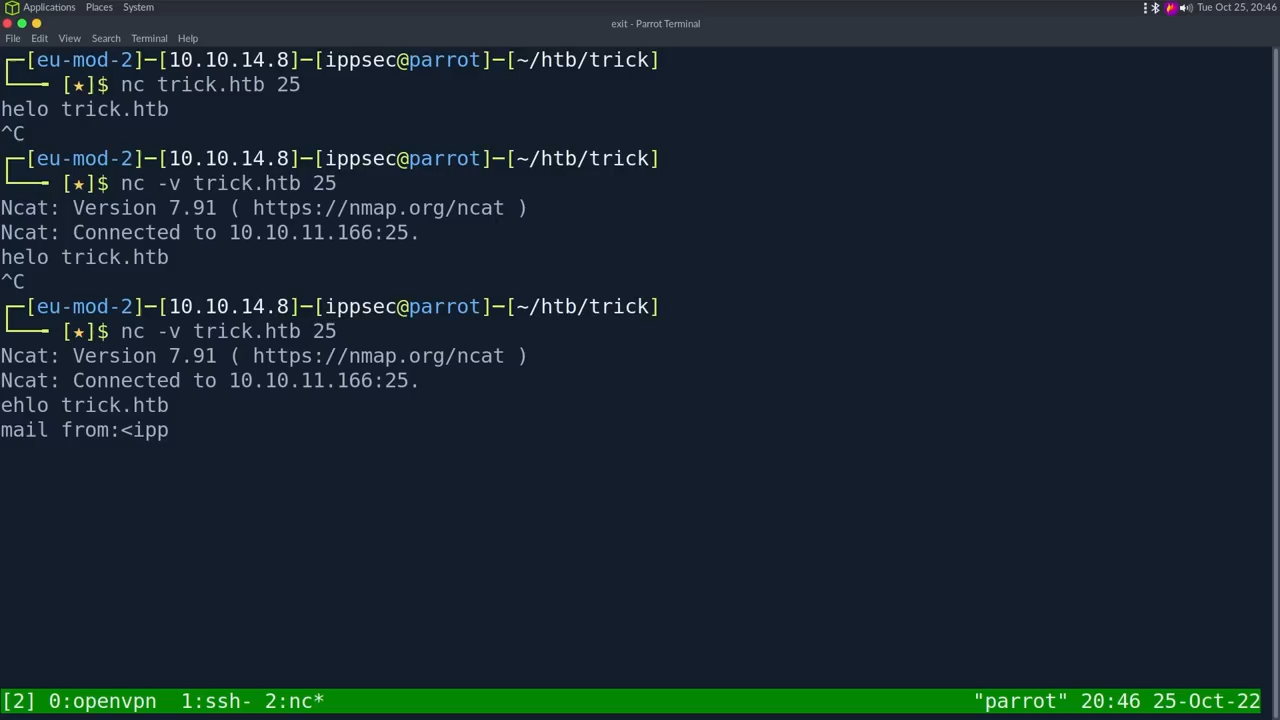 Applications Places System Tue Oct 25, 20:46
exit - Parrot Terminal
File Edit View Search Terminal Help
┌─[eu-mod-2]─[10.10.14.8]─[ippsec@parrot]─[~/htb/trick]
└──╼ [★]$ nc trick.htb 25
helo trick.htb
^C
┌─[eu-mod-2]─[10.10.14.8]─[ippsec@parrot]─[~/htb/trick]
└──╼ [★]$ nc -v trick.htb 25
Ncat: Version 7.91 ( https://nmap.org/ncat )
Ncat: Connected to 10.10.11.166:25.
helo trick.htb
^C
┌─[eu-mod-2]─[10.10.14.8]─[ippsec@parrot]─[~/htb/trick]
└──╼ [★]$ nc -v trick.htb 25
Ncat: Version 7.91 ( https://nmap.org/ncat )
Ncat: Connected to 10.10.11.166:25.
ehlo trick.htb
mail from:<ipp
[2] 0:openvpn 1:ssh- 2:nc* "parrot" 20:46 25-Oct-22